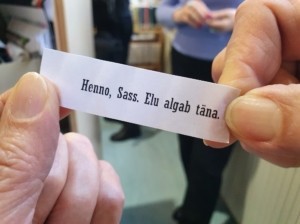 Henno, Sass. Elu algab täna.